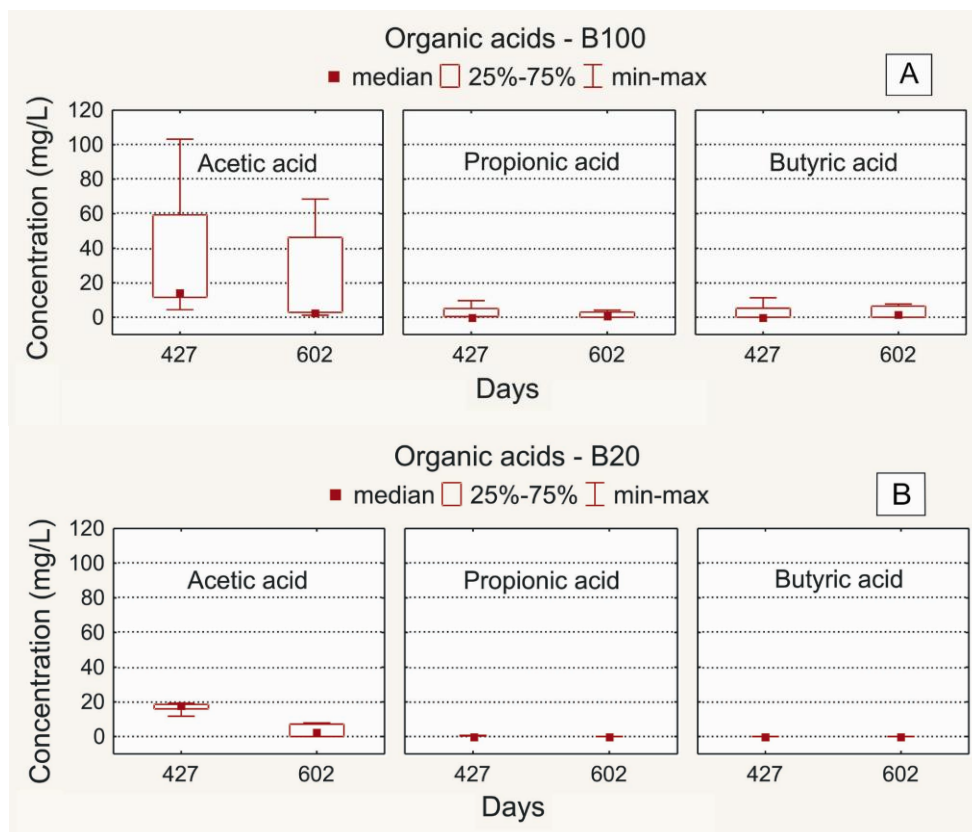 Organic acids - B100
median 25%-75% min-max
A
Concentration (mg/L)
120
100
80
60
40
20
0
Acetic acid
Propionic acid
Butyric acid
427 602 427 602 427 602
Days
Organic acids - B20
median 25%-75% min-max
B
Concentration (mg/L)
120
100
80
60
40
20
0
Acetic acid
Propionic acid
Butyric acid
427 602 427 602 427 602
Days